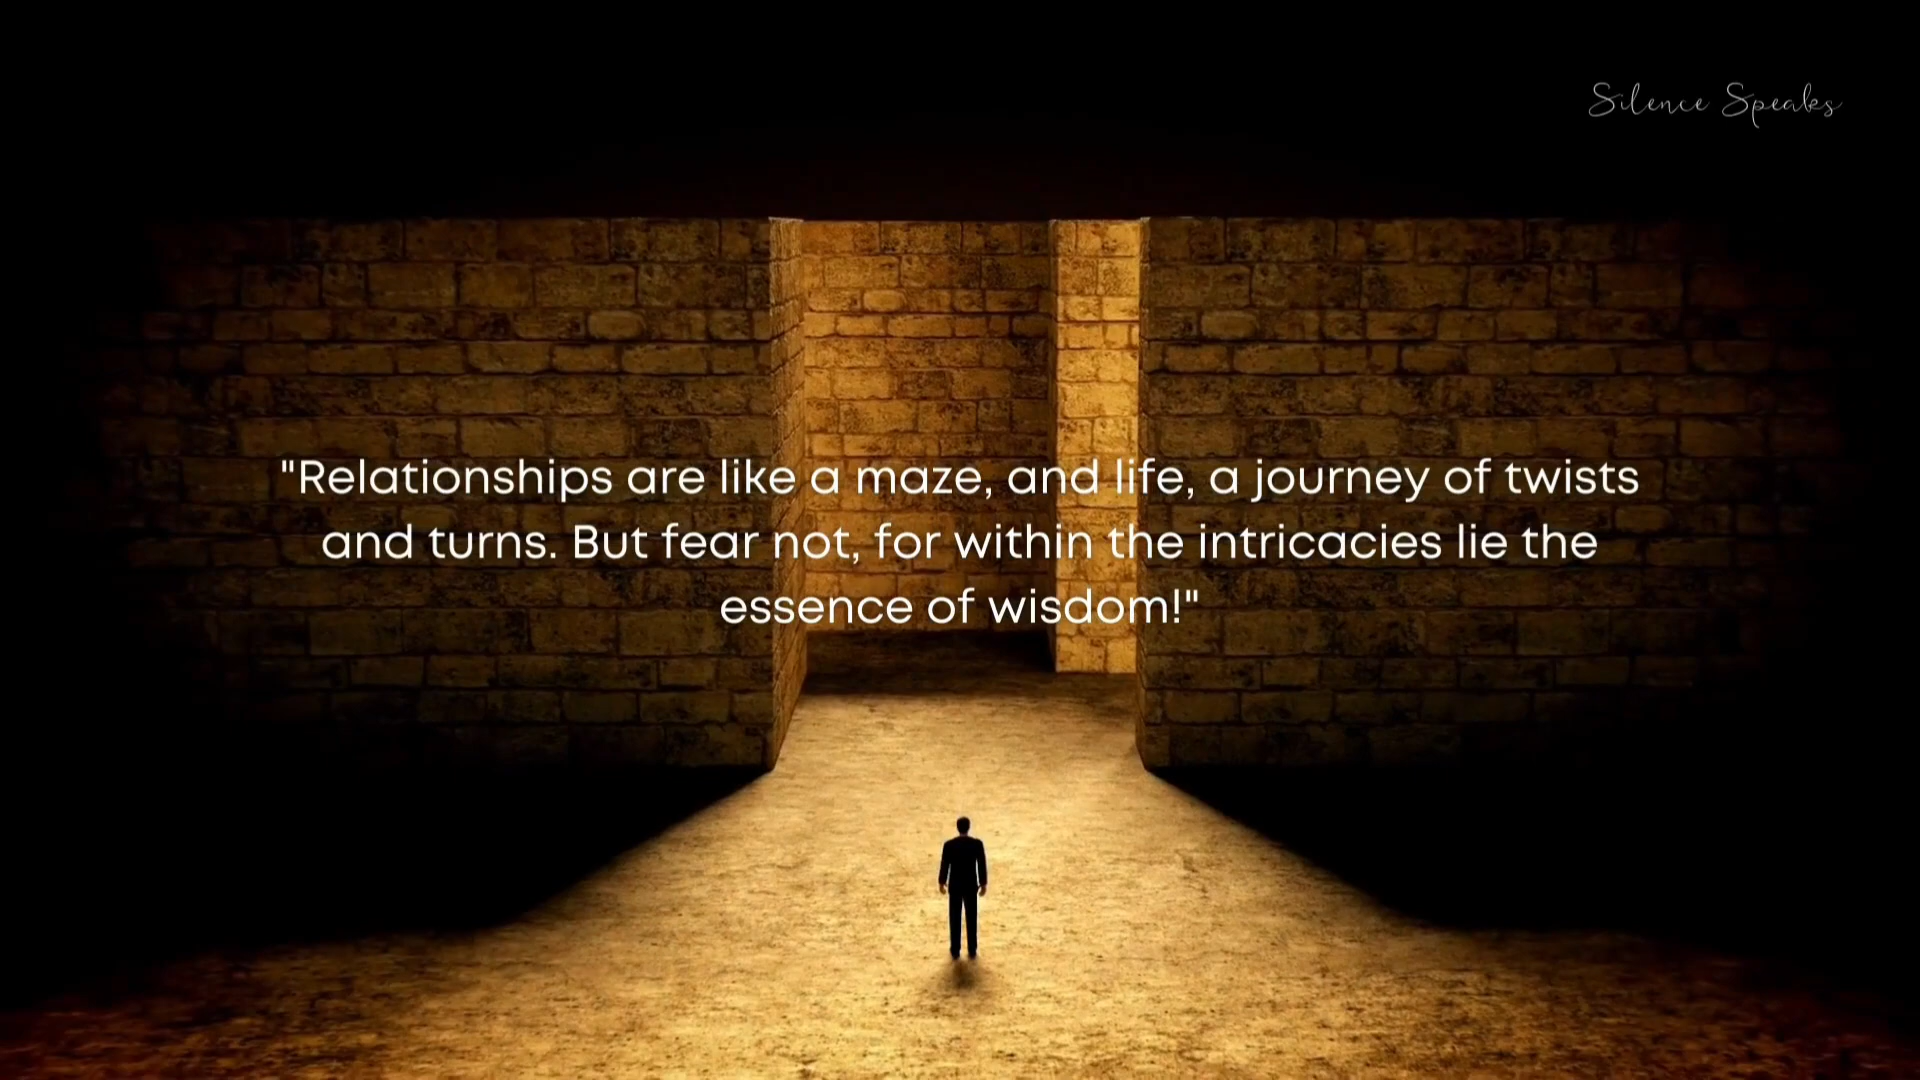 Silence Speaks
"Relationships are like a maze, and life, a journey of twists
and turns. But fear not, for within the intricacies lie the
essence of wisdom!"